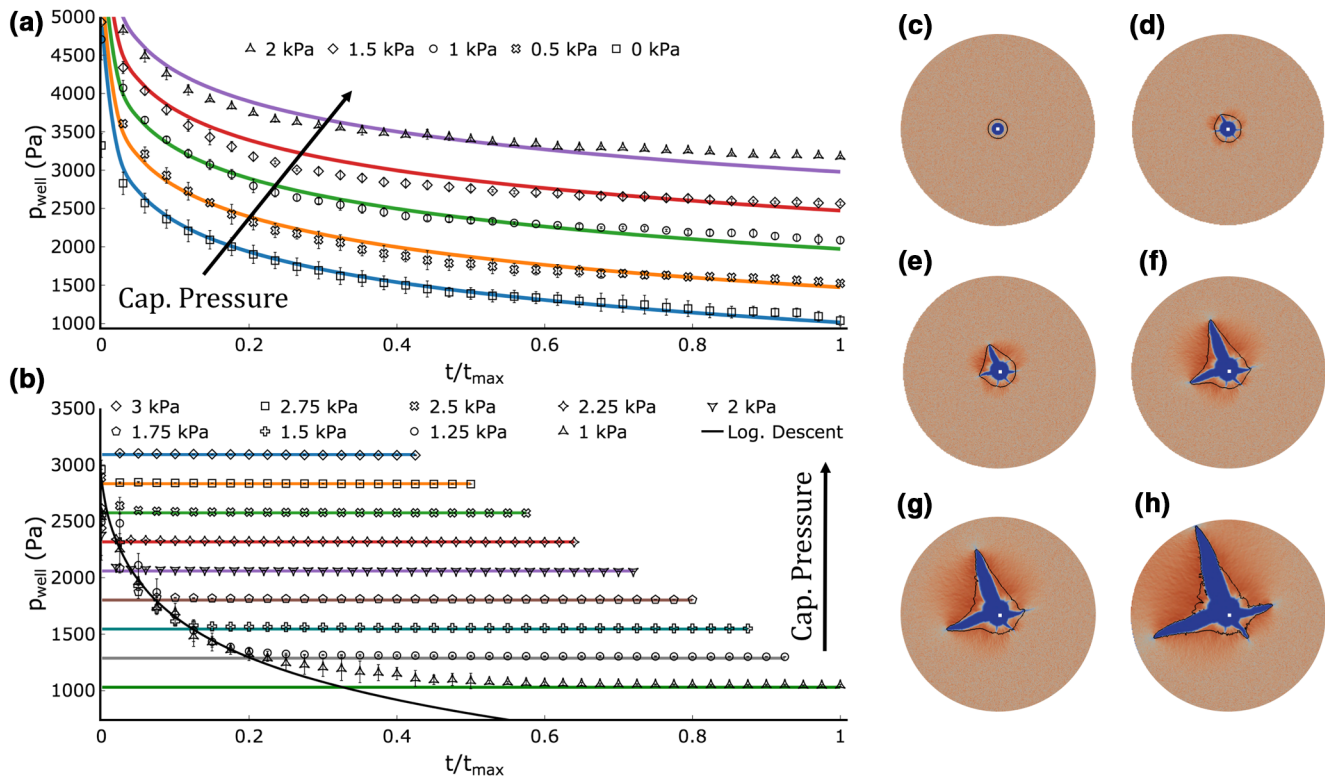 (a)
5000
4500
4000
3500
3000
2500
2000
1500
1000
p_well (Pa)
2 kPa 1.5 kPa 1 kPa 0.5 kPa 0 kPa
Cap. Pressure
0 0.2 0.4 0.6 0.8 1
t/t_max
(b)
3500
3000
2500
2000
1500
1000
p_well (Pa)
3 kPa 2.75 kPa 2.5 kPa 2.25 kPa 2 kPa
1.75 kPa 1.5 kPa 1.25 kPa 1 kPa Log. Descent
Cap. Pressure
0 0.2 0.4 0.6 0.8 1
t/t_max
(c)
(d)
(e)
(f)
(g)
(h)